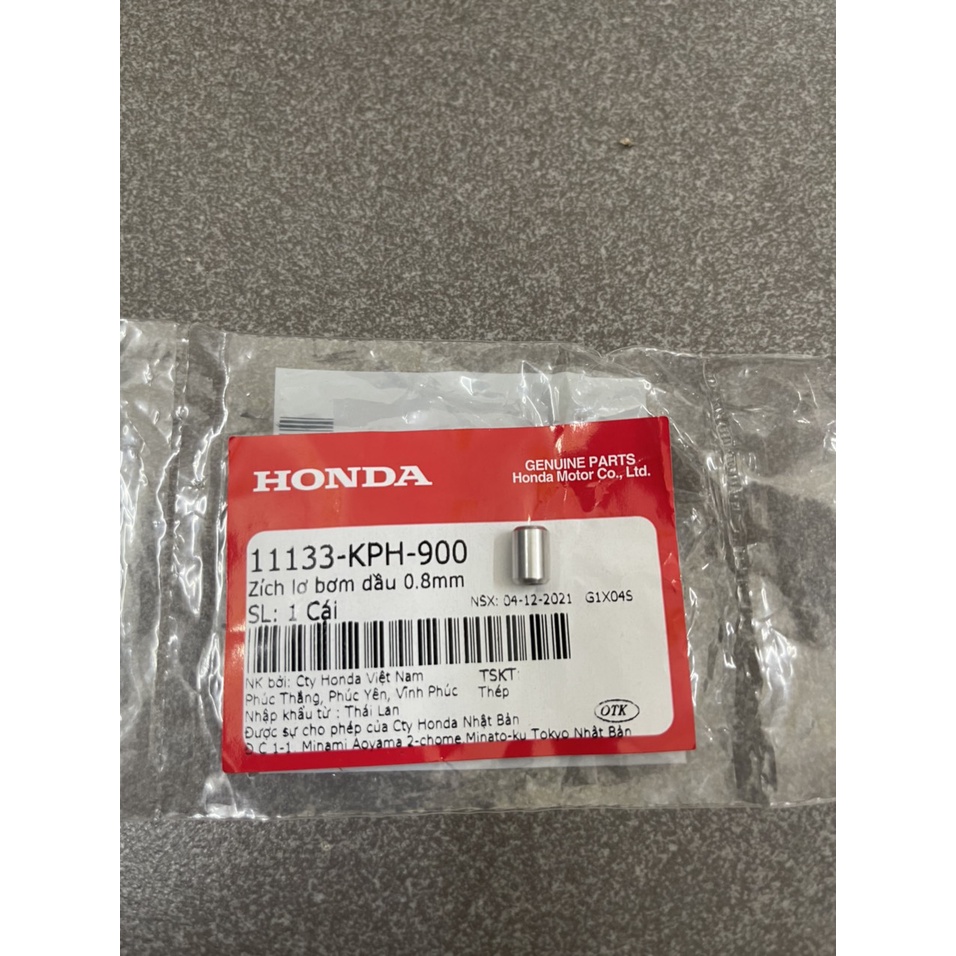 HONDA
GENUINE PARTS
Honda Motor Co., Ltd.
11133-KPH-900
Zích lơ bơm dầu 0.8mm
SL: 1 Cái
NSX: 04-12-2021 G1X04S
NK bởi: Cty Honda Việt Nam
TSKT:
Phúc Thắng, Phúc Yên, Vĩnh Phúc
Thép
Nhập khẩu từ : Thái Lan
OTK
Được sự cho phép của Cty Honda Nhật Bản
Đ.C 1-1, Minami Aoyama 2-chome,Minato-ku Tokyo Nhật Bản